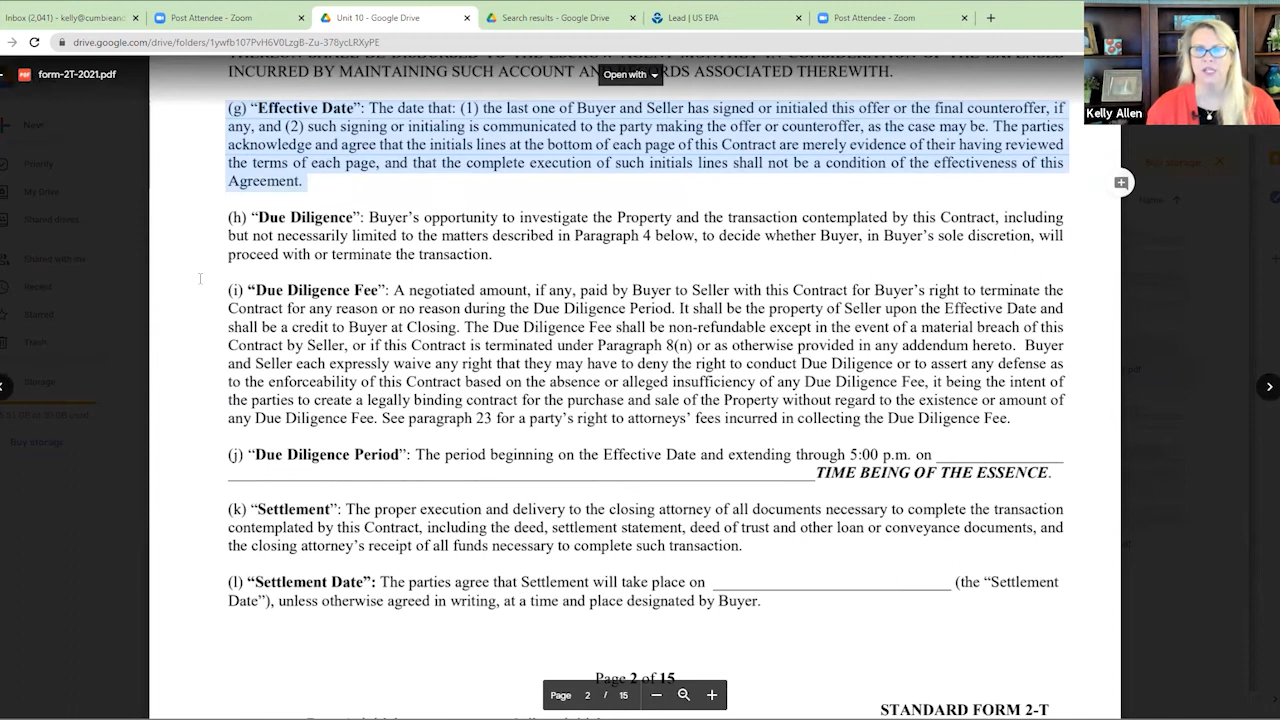 Inbox (2,041) - kelly@cumbieanc
Post Attendee - Zoom
Unit 10 - Google Drive
Search results - Google Drive
Lead | US EPA
Post Attendee - Zoom
drive.google.com/drive/folders/1ywfb107PvH6V0LzgB-Zu-378ycLRXyPE
form-2T-2021.pdf
Open with
INCURRED BY MAINTAINING SUCH ACCOUNT AND RECORDS ASSOCIATED THEREWITH.
Kelly Allen
(g) “Effective Date”: The date that: (1) the last one of Buyer and Seller has signed or initialed this offer or the final counteroffer, if
any, and (2) such signing or initialing is communicated to the party making the offer or counteroffer, as the case may be. The parties
acknowledge and agree that the initials lines at the bottom of each page of this Contract are merely evidence of their having reviewed
the terms of each page, and that the complete execution of such initials lines shall not be a condition of the effectiveness of this
Agreement.
(h) “Due Diligence”: Buyer’s opportunity to investigate the Property and the transaction contemplated by this Contract, including
but not necessarily limited to the matters described in Paragraph 4 below, to decide whether Buyer, in Buyer’s sole discretion, will
proceed with or terminate the transaction.
(i) “Due Diligence Fee”: A negotiated amount, if any, paid by Buyer to Seller with this Contract for Buyer’s right to terminate the
Contract for any reason or no reason during the Due Diligence Period. It shall be the property of Seller upon the Effective Date and
shall be a credit to Buyer at Closing. The Due Diligence Fee shall be non-refundable except in the event of a material breach of this
Contract by Seller, or if this Contract is terminated under Paragraph 8(n) or as otherwise provided in any addendum hereto. Buyer
and Seller each expressly waive any right that they may have to deny the right to conduct Due Diligence or to assert any defense as
to the enforceability of this Contract based on the absence or alleged insufficiency of any Due Diligence Fee, it being the intent of
the parties to create a legally binding contract for the purchase and sale of the Property without regard to the existence or amount of
any Due Diligence Fee. See paragraph 23 for a party’s right to attorneys’ fees incurred in collecting the Due Diligence Fee.
(j) “Due Diligence Period”: The period beginning on the Effective Date and extending through 5:00 p.m. on
TIME BEING OF THE ESSENCE.
(k) “Settlement”: The proper execution and delivery to the closing attorney of all documents necessary to complete the transaction
contemplated by this Contract, including the deed, settlement statement, deed of trust and other loan or conveyance documents, and
the closing attorney’s receipt of all funds necessary to complete such transaction.
(l) “Settlement Date”: The parties agree that Settlement will take place on (the “Settlement
Date”), unless otherwise agreed in writing, at a time and place designated by Buyer.
Page 2 of 15
Page 2 / 15
STANDARD FORM 2-T
New
Priority
My Drive
Shared drives
Shared with me
Recent
Starred
Trash
Storage
Buy storage
Buy storage
Name